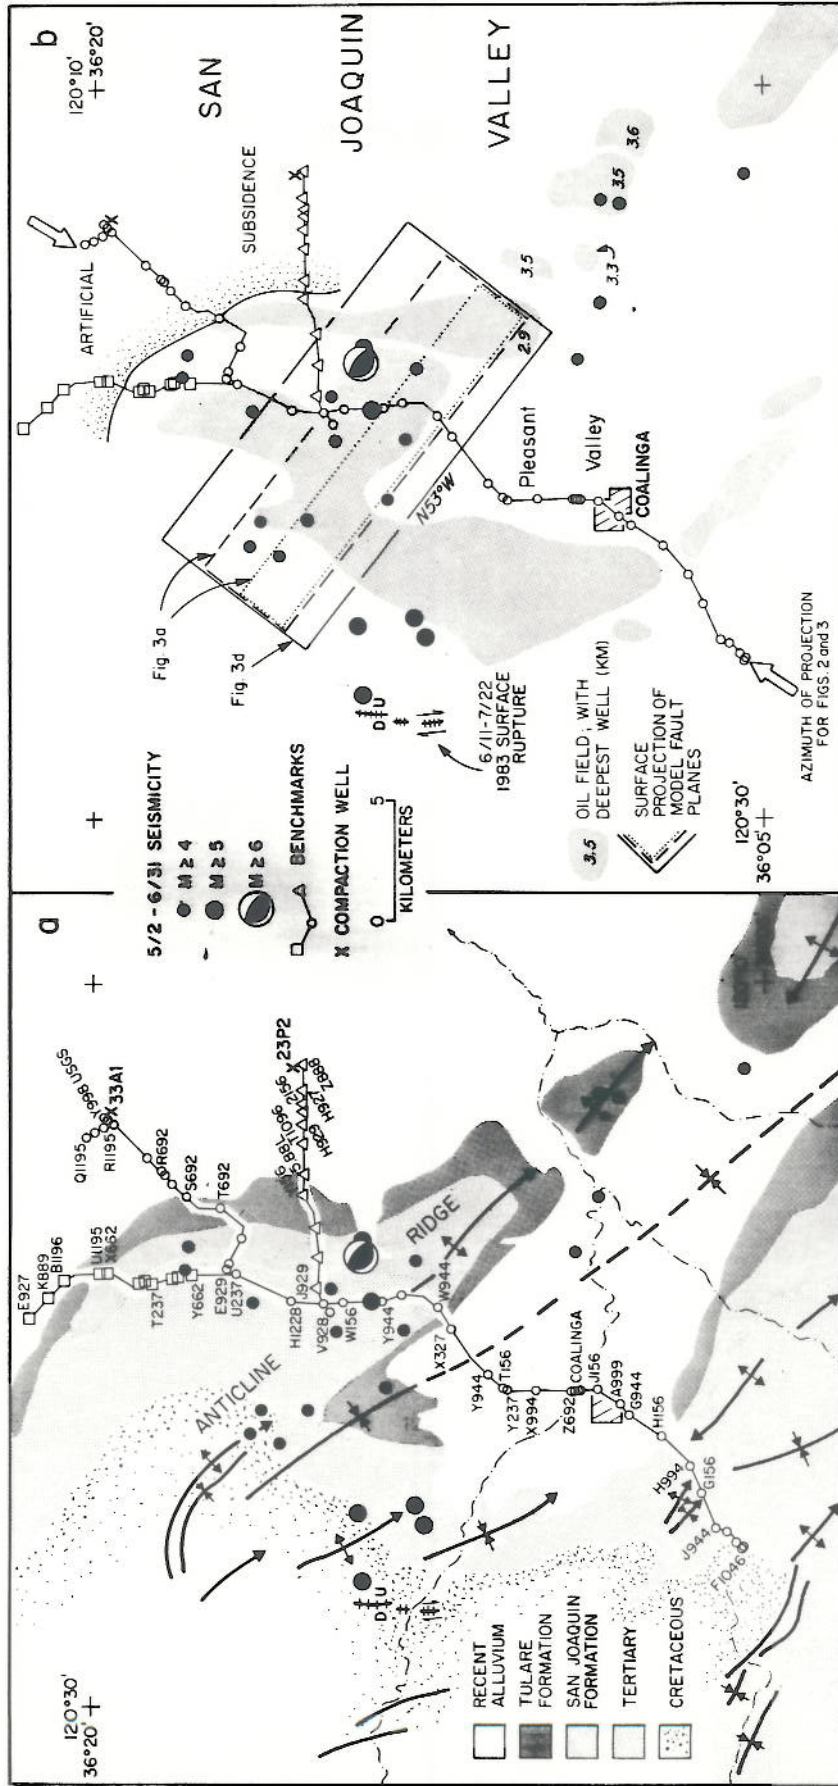 a
120°30'
36°20'
E927
K889
B1196
U1195
X662
T237
Y662
E929
U237
H1228
V928
J929
W156
Y944
W944
X327
Y944
T156
Y237
X994
Z692
COALINGA
J156
A999
G944
H156
H994
G156
J944
F1046
Q1195
Y998 USGS
R1195
33A1
R692
S692
T692
23P2
Z888
H927
H929
ANTICLINE
RIDGE
D
U
RECENT
ALLUVIUM
TULARE
FORMATION
SAN JOAQUIN
FORMATION
TERTIARY
CRETACEOUS
b
120°10'
36°20'
SAN
JOAQUIN
VALLEY
ARTIFICIAL
SUBSIDENCE
5/2 - 6/31 SEISMICITY
M ≥ 4
M ≥ 5
M ≥ 6
BENCHMARKS
X COMPACTION WELL
0 5
KILOMETERS
Fig. 3a
Fig. 3d
N53°W
D U
6/11-7/22
1983 SURFACE
RUPTURE
3.5
2.9
3.3
3.5
3.6
Pleasant
Valley
COALINGA
3.5
OIL FIELD; WITH
DEEPEST WELL (KM)
SURFACE
PROJECTION OF
MODEL FAULT
PLANES
AZIMUTH OF PROJECTION
FOR FIGS. 2 and 3
120°30'
36°05'